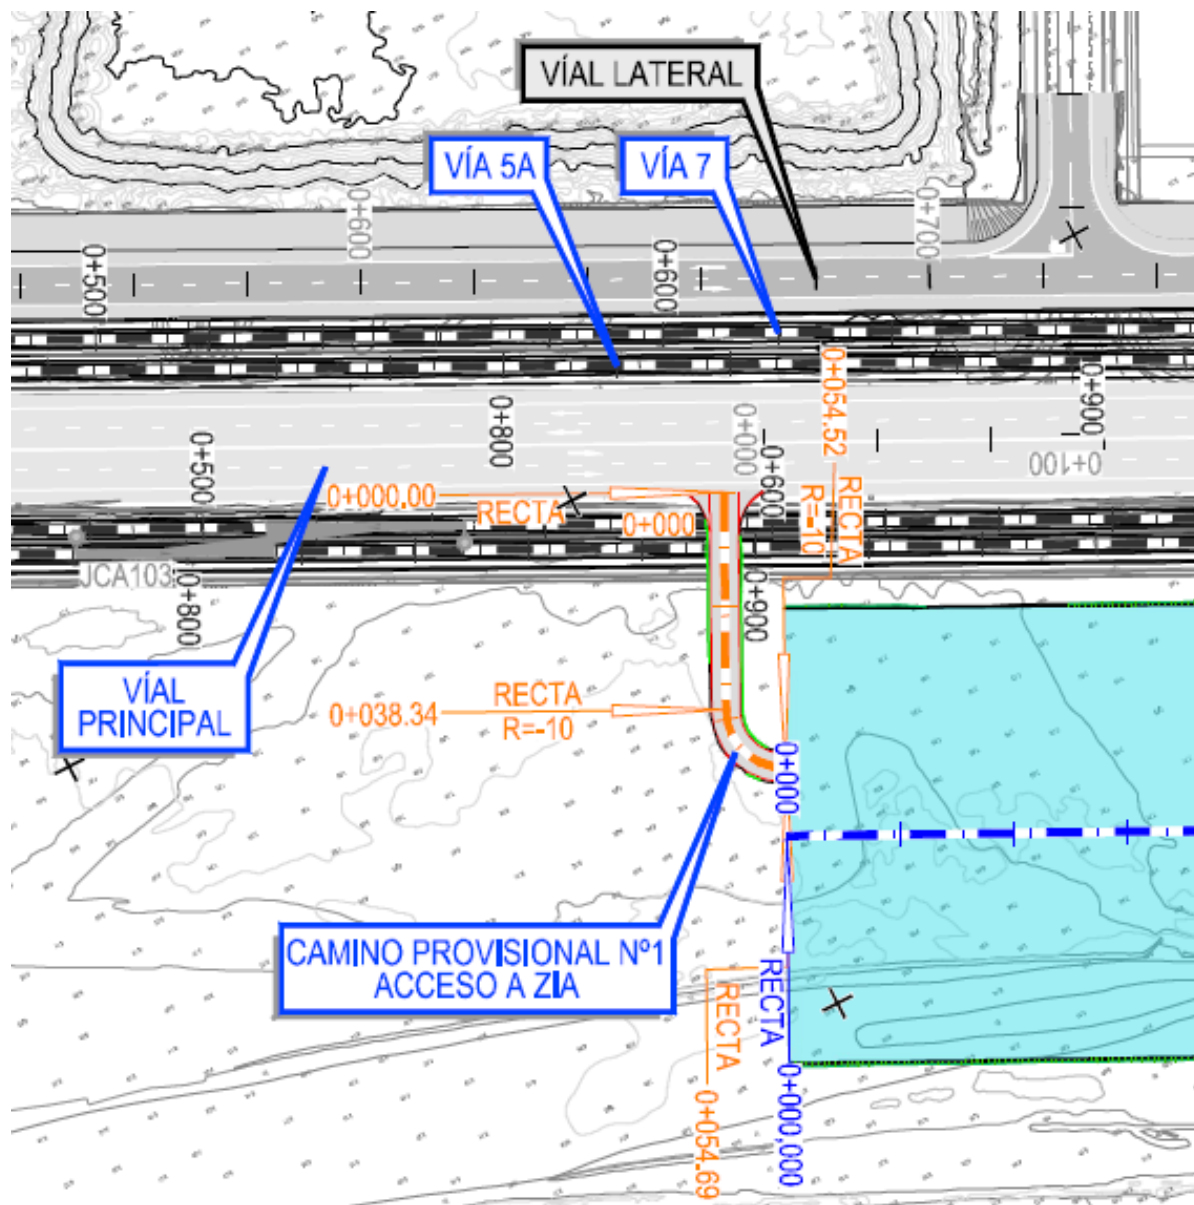 VÍAL LATERAL
VÍA 5A
VÍA 7
0+600
0+700
0+500
0+600
0+054.52
0+900
0+800
0+000
0+500
0+600
0+100
RECTA
R=-10
0+000.00
RECTA
0+000
JCA103
0+800
0+900
VÍAL
PRINCIPAL
RECTA
0+038.34
R=-10
0+000
CAMINO PROVISIONAL Nº1
ACCESO A ZIA
RECTA
RECTA
0+054.69
0+000,000